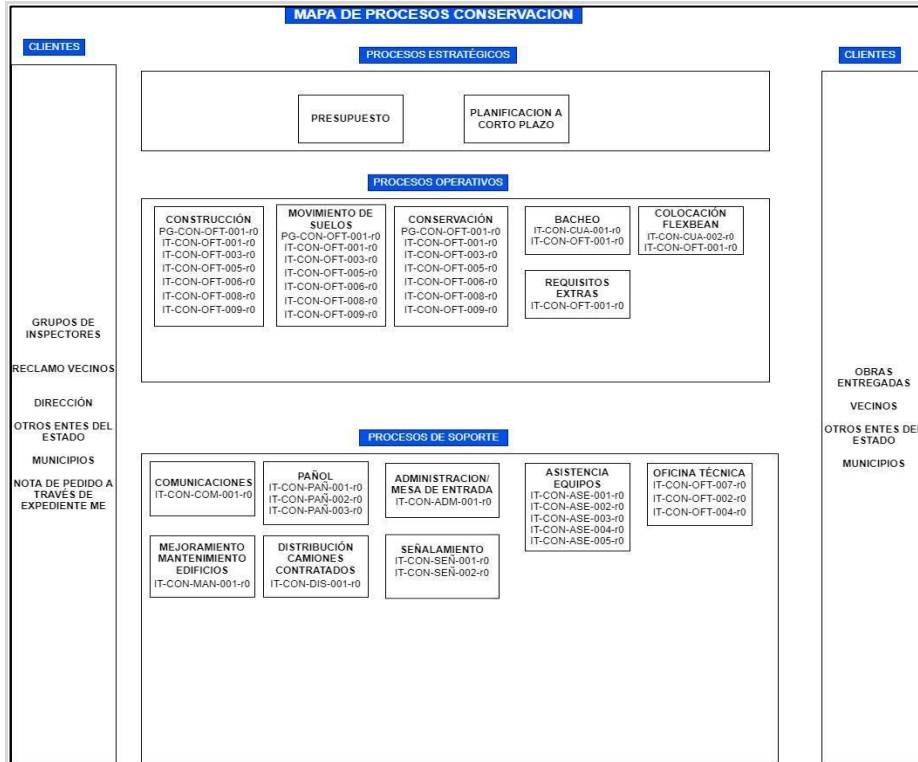 MAPA DE PROCESOS CONSERVACION
CLIENTES
GRUPOS DE
INSPECTORES
RECLAMO VECINOS
DIRECCIÓN
OTROS ENTES DEL
ESTADO
MUNICIPIOS
NOTA DE PEDIDO A
TRAVÉS DE
EXPEDIENTE ME
PROCESOS ESTRATÉGICOS
PRESUPUESTO
PLANIFICACION A
CORTO PLAZO
PROCESOS OPERATIVOS
CONSTRUCCIÓN
PG-CON-OFT-001-r0
IT-CON-OFT-001-r0
IT-CON-OFT-003-r0
IT-CON-OFT-005-r0
IT-CON-OFT-006-r0
IT-CON-OFT-008-r0
IT-CON-OFT-009-r0
MOVIMIENTO DE
SUELOS
PG-CON-OFT-001-r0
IT-CON-OFT-001-r0
IT-CON-OFT-003-r0
IT-CON-OFT-005-r0
IT-CON-OFT-006-r0
IT-CON-OFT-008-r0
IT-CON-OFT-009-r0
CONSERVACIÓN
PG-CON-OFT-001-r0
IT-CON-OFT-001-r0
IT-CON-OFT-003-r0
IT-CON-OFT-005-r0
IT-CON-OFT-006-r0
IT-CON-OFT-008-r0
IT-CON-OFT-009-r0
BACHEO
IT-CON-CUA-001-r0
IT-CON-OFT-001-r0
COLOCACIÓN
FLEXBEAN
IT-CON-CUA-002-r0
IT-CON-OFT-001-r0
REQUISITOS
EXTRAS
IT-CON-OFT-001-r0
PROCESOS DE SOPORTE
COMUNICACIONES
IT-CON-COM-001-r0
PAÑOL
IT-CON-PAÑ-001-r0
IT-CON-PAÑ-002-r0
IT-CON-PAÑ-003-r0
ADMINISTRACION/
MESA DE ENTRADA
IT-CON-ADM-001-r0
ASISTENCIA
EQUIPOS
IT-CON-ASE-001-r0
IT-CON-ASE-002-r0
IT-CON-ASE-003-r0
IT-CON-ASE-004-r0
IT-CON-ASE-005-r0
OFICINA TÉCNICA
IT-CON-OFT-007-r0
IT-CON-OFT-002-r0
IT-CON-OFT-004-r0
MEJORAMIENTO
MANTENIMIENTO
EDIFICIOS
IT-CON-MAN-001-r0
DISTRIBUCIÓN
CAMIONES
CONTRATADOS
IT-CON-DIS-001-r0
SEÑALAMIENTO
IT-CON-SEÑ-001-r0
IT-CON-SEÑ-002-r0
CLIENTES
OBRAS
ENTREGADAS
VECINOS
OTROS ENTES DEL
ESTADO
MUNICIPIOS